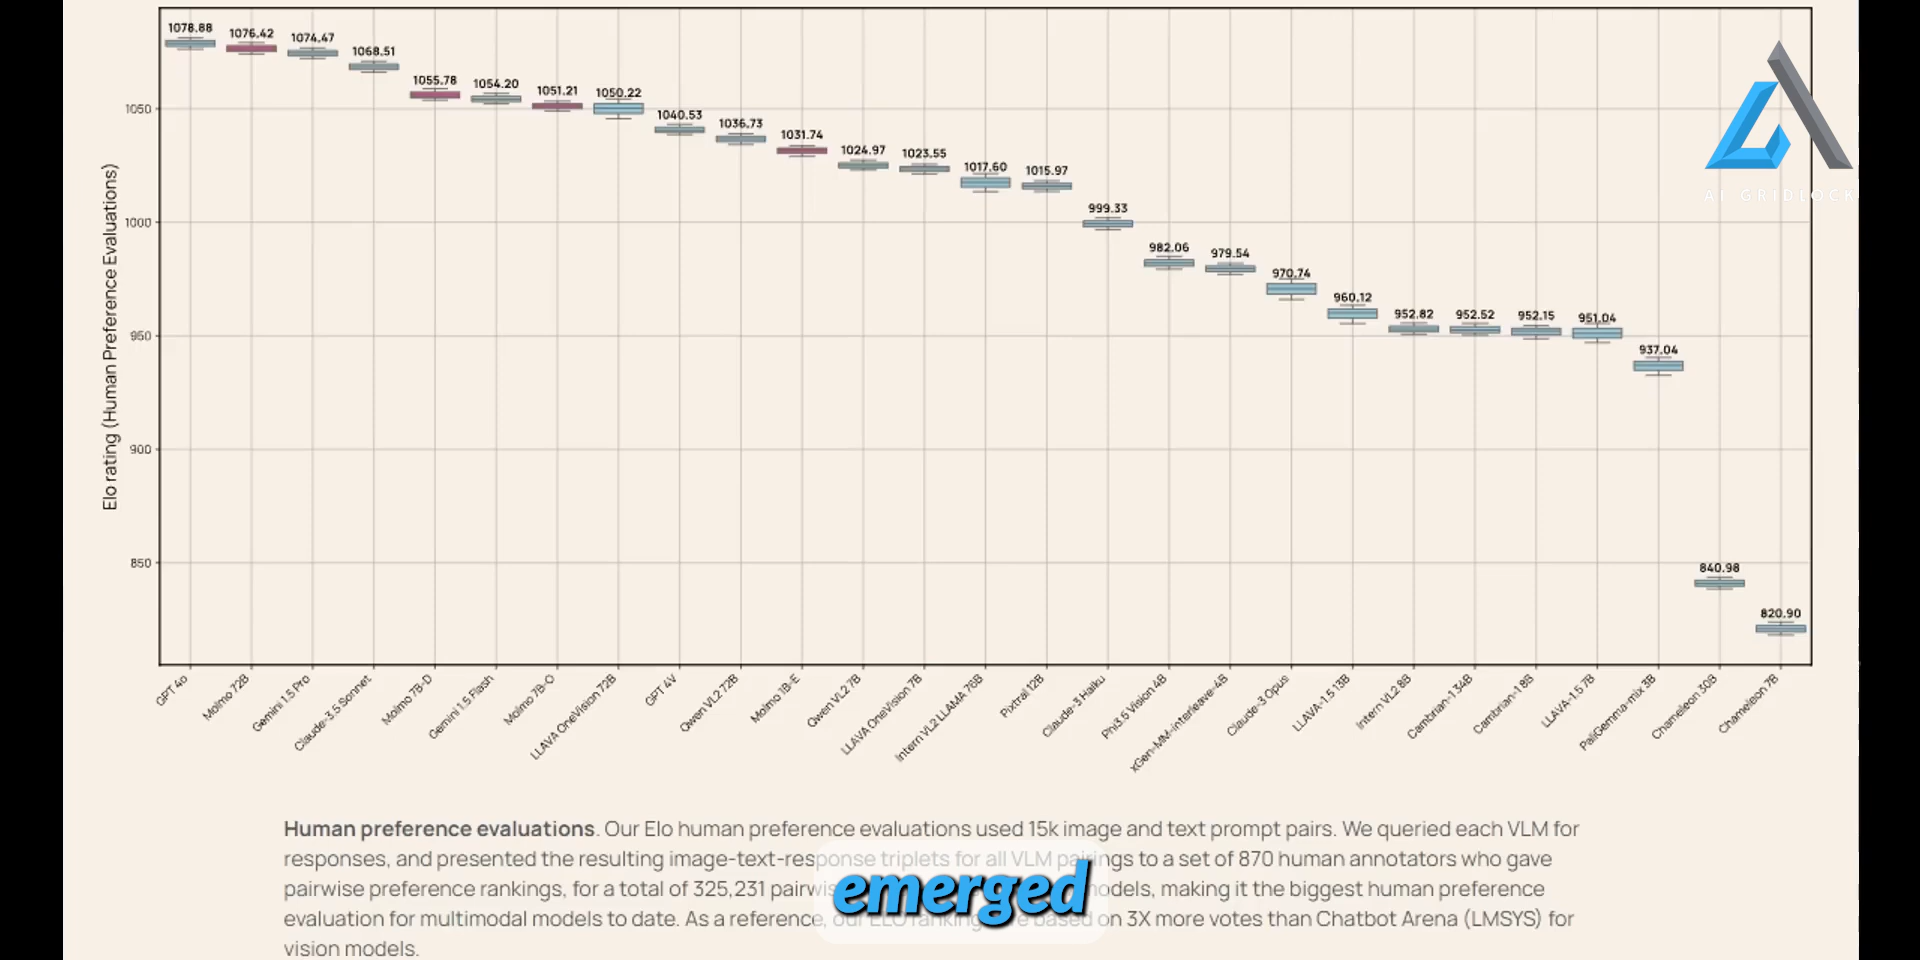 1078.88
1076.42
1074.47
1068.51
1055.78
1054.20
1051.21
1050.22
1040.53
1036.73
1031.74
1024.97
1023.55
1017.60
1015.97
999.33
982.06
979.54
970.74
960.12
952.82
952.52
952.15
951.04
937.04
840.98
820.90
1050
1000
950
900
850
Elo rating (Human Preference Evaluations)
AI GRIDLOCK
GPT 4o
Molmo 72B
Gemini 1.5 Pro
Claude-3.5 Sonnet
Molmo 7B-D
Gemini 1.5 Flash
Molmo 7B-O
LLAVA OneVision 72B
GPT 4V
Qwen VL2 72B
Molmo 1B-E
Qwen VL2 7B
LLAVA OneVision 7B
Intern VL2 LLAMA 76B
Pixtral 12B
Claude-3 Haiku
Phi3.5 Vision 4B
xGen-MM-interleave-4B
Claude-3 Opus
LLAVA-1.5 13B
Intern VL2 8B
Cambrian-1 34B
Cambrian-1 8B
LLAVA-1.5 7B
PaliGemma-mix 3B
Chameleon 30B
Chameleon 7B
Human preference evaluations. Our Elo human preference evaluations used 15k image and text prompt pairs. We queried each VLM for
responses, and presented the resulting image-text-response triplets for all VLM pairings to a set of 870 human annotators who gave
pairwise preference rankings, for a total of 325,231 models, making it the biggest human preference
evaluation for multimodal models to date. As a reference, our ELO rankings are based on 3X more votes than Chatbot Arena (LMSYS) for
vision models.
emerged